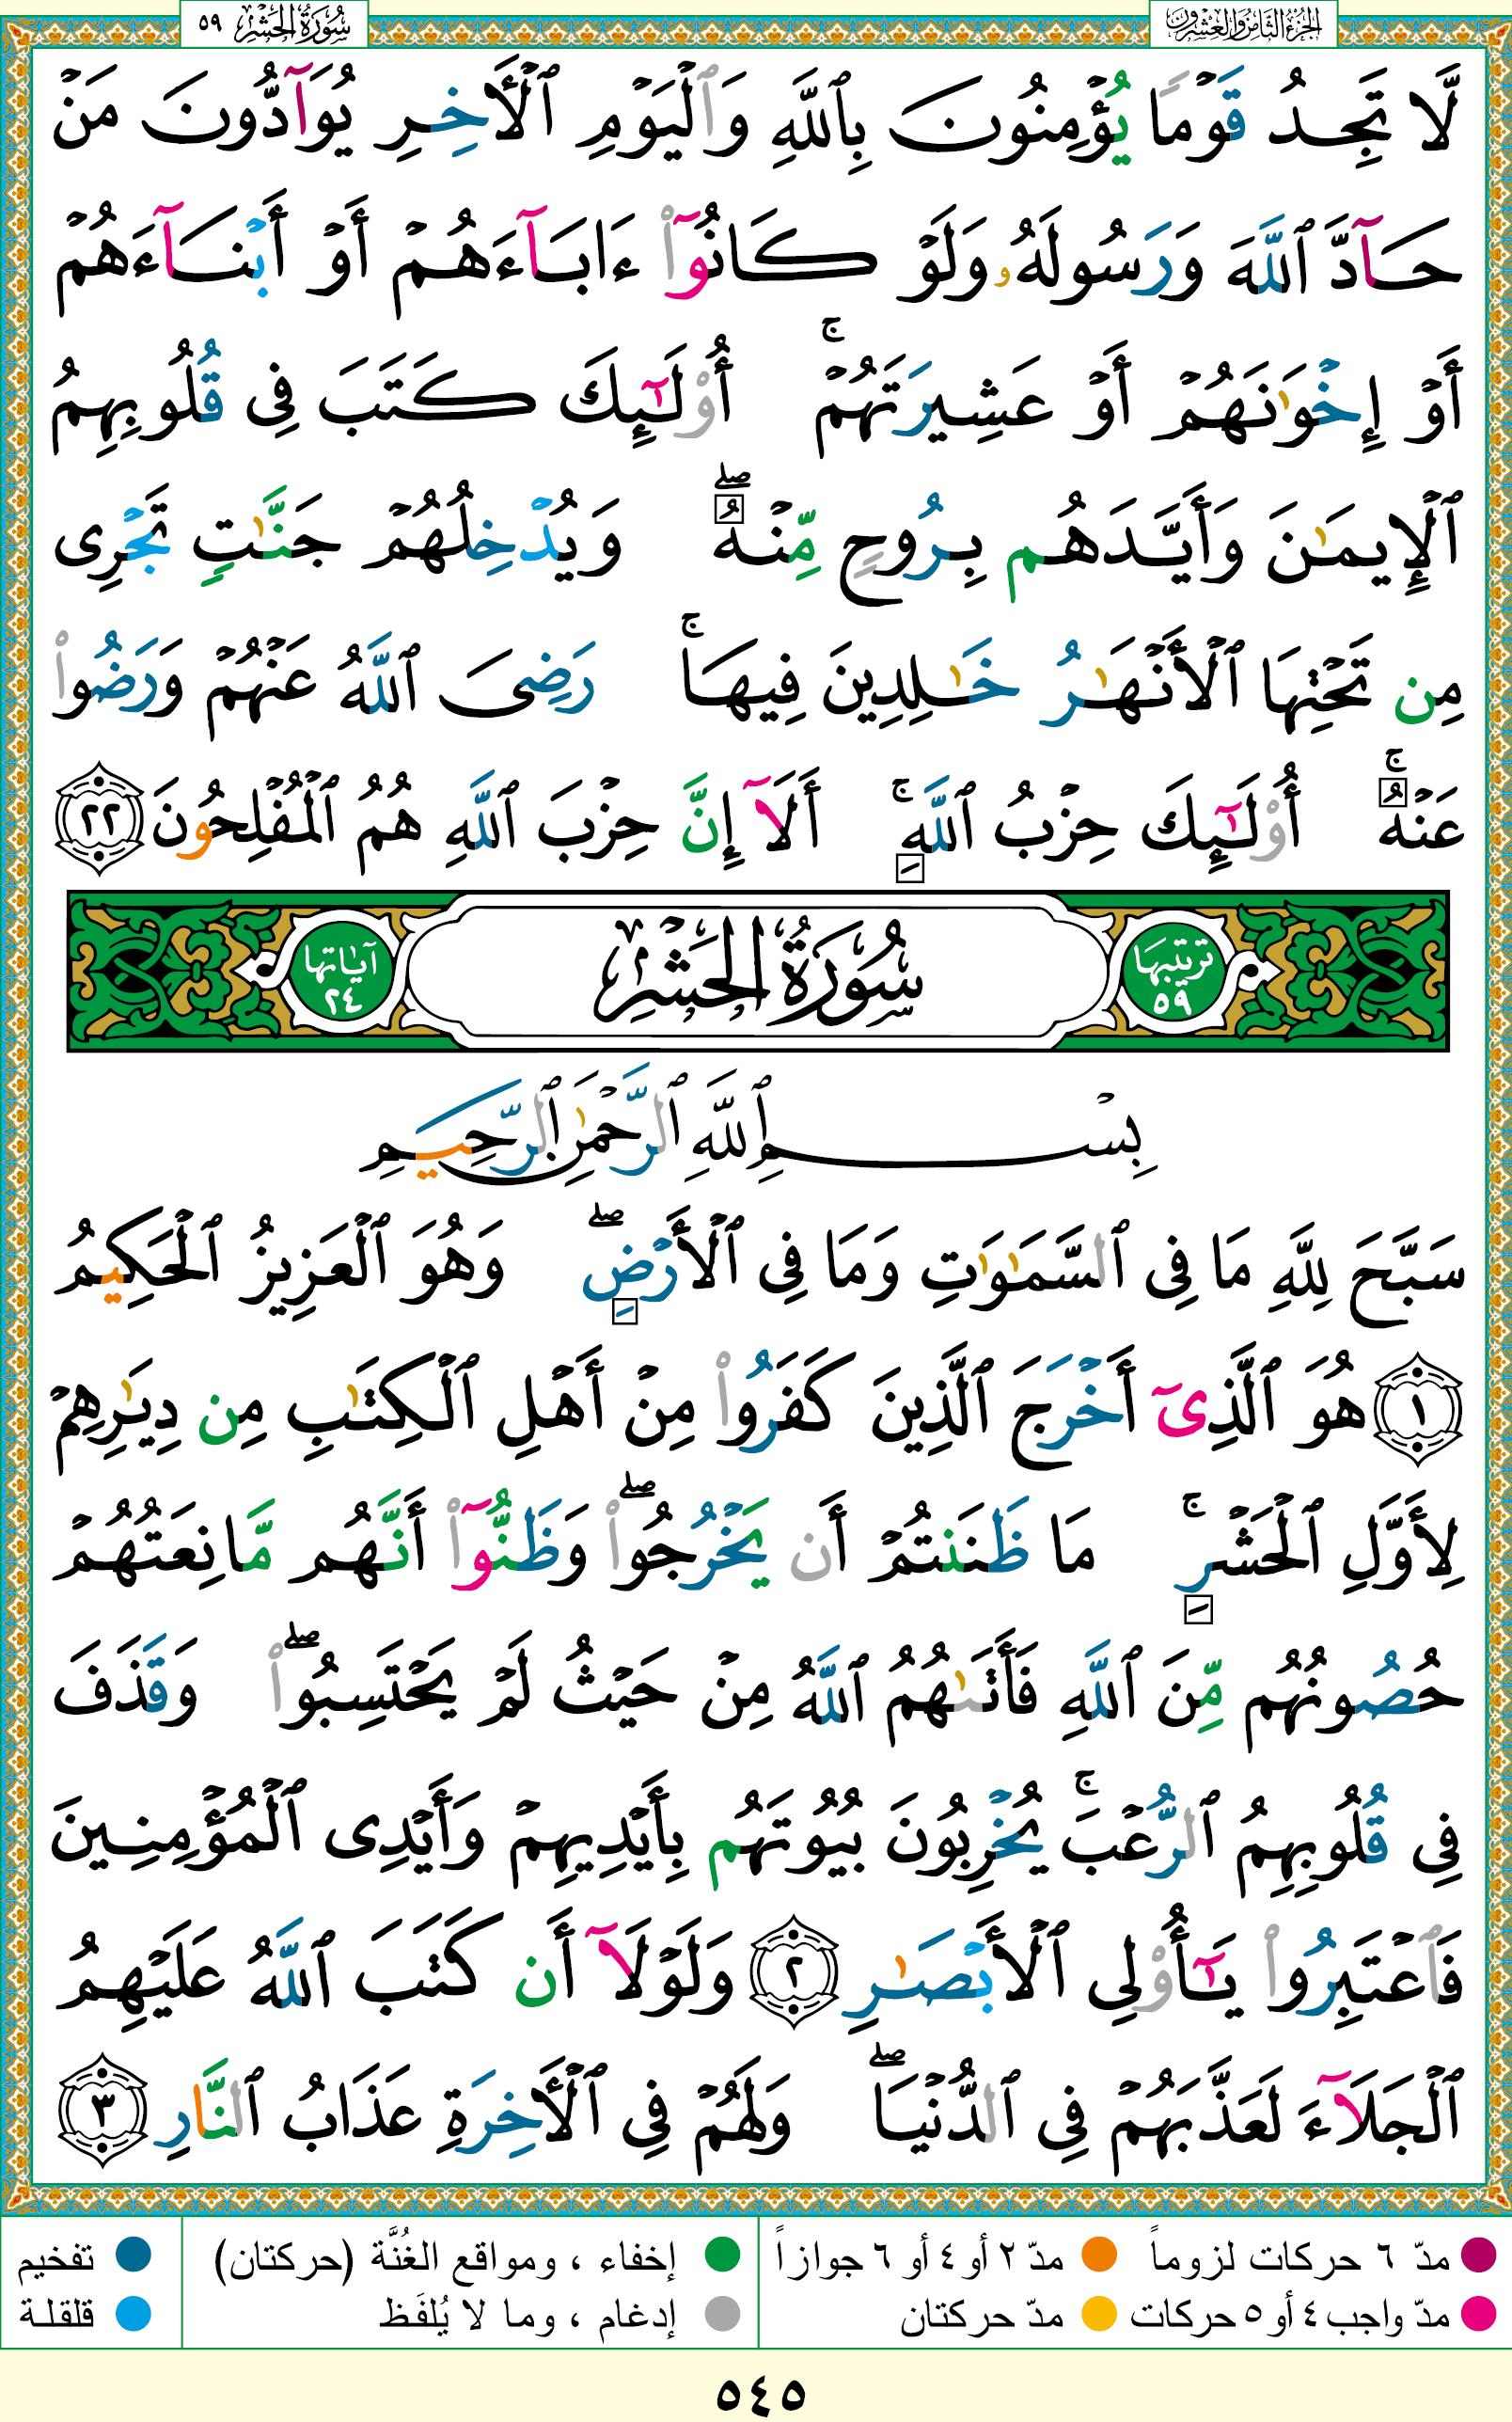 الجزء الثامن والعشرون
سُورَةُ الحَشْرِ ٥٩
لَّا تَجِدُ قَوْمًا يُؤْمِنُونَ بِٱللَّهِ وَٱلْيَوْمِ ٱلْأَخِرِ يُوَآدُّونَ مَنْ
حَآدَّ ٱللَّهَ وَرَسُولَهُۥ وَلَوْ كَانُوٓا۟ ءَابَآءَهُمْ أَوْ أَبْنَآءَهُمْ
أَوْ إِخْوَٰنَهُمْ أَوْ عَشِيرَتَهُمْ ۚ أُو۟لَٰٓئِكَ كَتَبَ فِى قُلُوبِهِمُ
ٱلْإِيمَٰنَ وَأَيَّدَهُم بِرُوحٍ مِّنْهُ ۖ وَيُدْخِلُهُمْ جَنَّٰتٍ تَجْرِى
مِن تَحْتِهَا ٱلْأَنْهَٰرُ خَٰلِدِينَ فِيهَا ۚ رَضِىَ ٱللَّهُ عَنْهُمْ وَرَضُوا۟
عَنْهُ ۚ أُو۟لَٰٓئِكَ حِزْبُ ٱللَّهِ ۚ أَلَآ إِنَّ حِزْبَ ٱللَّهِ هُمُ ٱلْمُفْلِحُونَ ٢٢
ترتيبها ٥٩ سُورَةُ الحَشْرِ آياتها ٢٤
بِسْمِ ٱللَّهِ ٱلرَّحْمَٰنِ ٱلرَّحِيمِ
سَبَّحَ لِلَّهِ مَا فِى ٱلسَّمَٰوَٰتِ وَمَا فِى ٱلْأَرْضِ ۖ وَهُوَ ٱلْعَزِيزُ ٱلْحَكِيمُ
١ هُوَ ٱلَّذِىٓ أَخْرَجَ ٱلَّذِينَ كَفَرُوا۟ مِنْ أَهْلِ ٱلْكِتَٰبِ مِن دِيَٰرِهِمْ
لِأَوَّلِ ٱلْحَشْرِ ۚ مَا ظَنَنتُمْ أَن يَخْرُجُوا۟ ۖ وَظَنُّوٓا۟ أَنَّهُم مَّانِعَتُهُمْ
حُصُونُهُم مِّنَ ٱللَّهِ فَأَتَىٰهُمُ ٱللَّهُ مِنْ حَيْثُ لَمْ يَحْتَسِبُوا۟ ۖ وَقَذَفَ
فِى قُلُوبِهِمُ ٱلرُّعْبَ ۚ يُخْرِبُونَ بُيُوتَهُم بِأَيْدِيهِمْ وَأَيْدِى ٱلْمُؤْمِنِينَ
فَٱعْتَبِرُوا۟ يَٰٓأُو۟لِى ٱلْأَبْصَٰرِ ٢ وَلَوْلَآ أَن كَتَبَ ٱللَّهُ عَلَيْهِمُ
ٱلْجَلَآءَ لَعَذَّبَهُمْ فِى ٱلدُّنْيَا ۖ وَلَهُمْ فِى ٱلْأَخِرَةِ عَذَابُ ٱلنَّارِ ٣
مدّ ٦ حركات لزوماً مدّ ٢ أو ٤ أو ٦ جوازاً إخفاء ، ومواقع الغُنَّة (حركتان) تفخيم
مدّ واجب ٤ أو ٥ حركات مدّ حركتان إدغام ، وما لا يُلفَظ قلقلة
٥٤٥